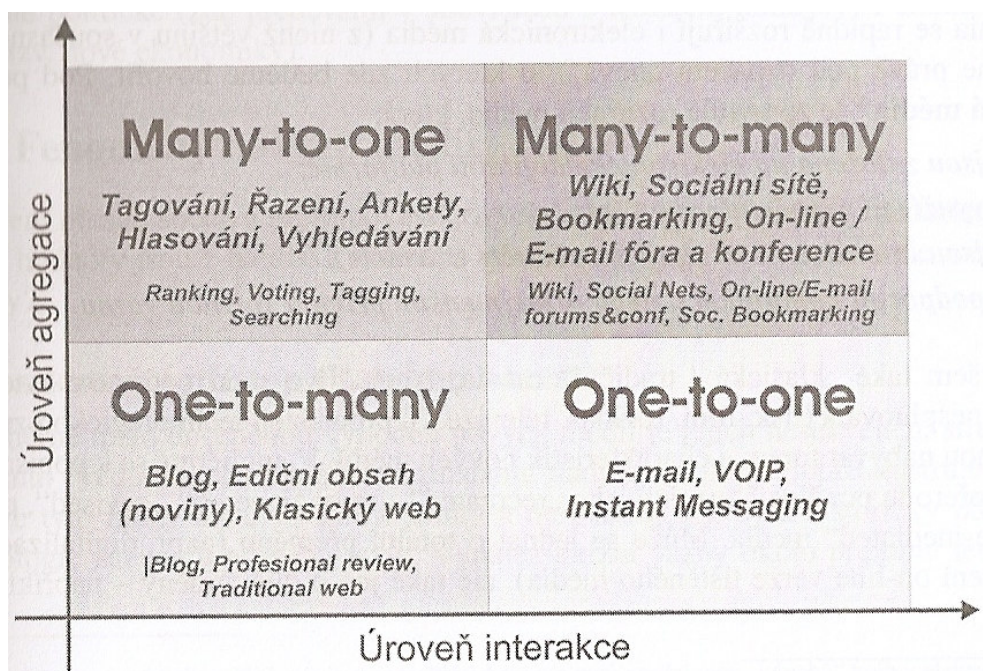 Úroveň agregace
Many-to-one
Tagování, Řazení, Ankety,
Hlasování, Vyhledávání
Ranking, Voting, Tagging,
Searching
Many-to-many
Wiki, Sociální sítě,
Bookmarking, On-line /
E-mail fóra a konference
Wiki, Social Nets, On-line/E-mail
forums&conf, Soc. Bookmarking
One-to-many
Blog, Ediční obsah
(noviny), Klasický web
|Blog, Profesional review,
Traditional web
One-to-one
E-mail, VOIP,
Instant Messaging
Úroveň interakce